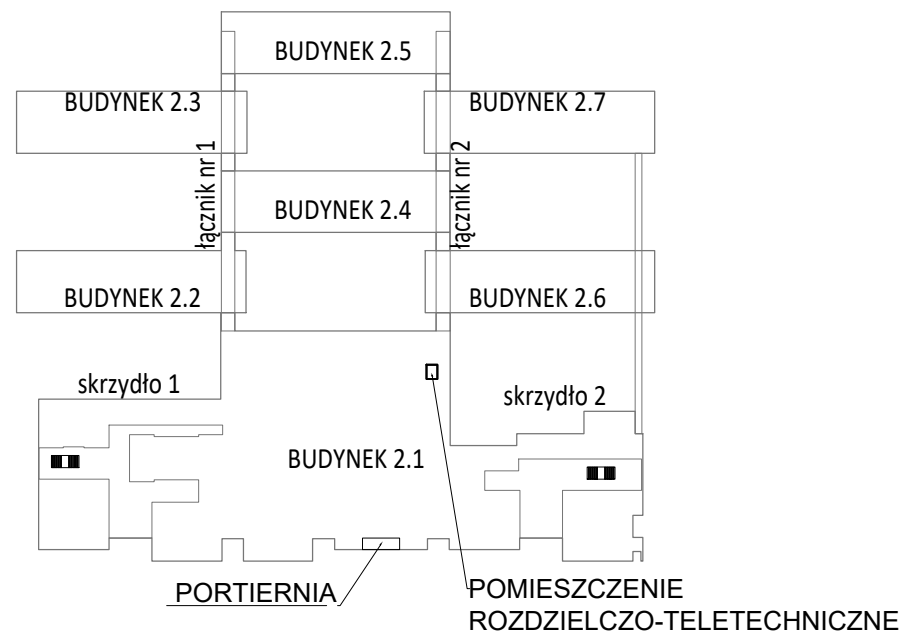 BUDYNEK 2.5
BUDYNEK 2.3
BUDYNEK 2.7
łącznik nr 1
łącznik nr 2
BUDYNEK 2.4
BUDYNEK 2.2
BUDYNEK 2.6
skrzydło 1
skrzydło 2
BUDYNEK 2.1
PORTIERNIA
POMIESZCZENIE
ROZDZIELCZO-TELETECHNICZNE